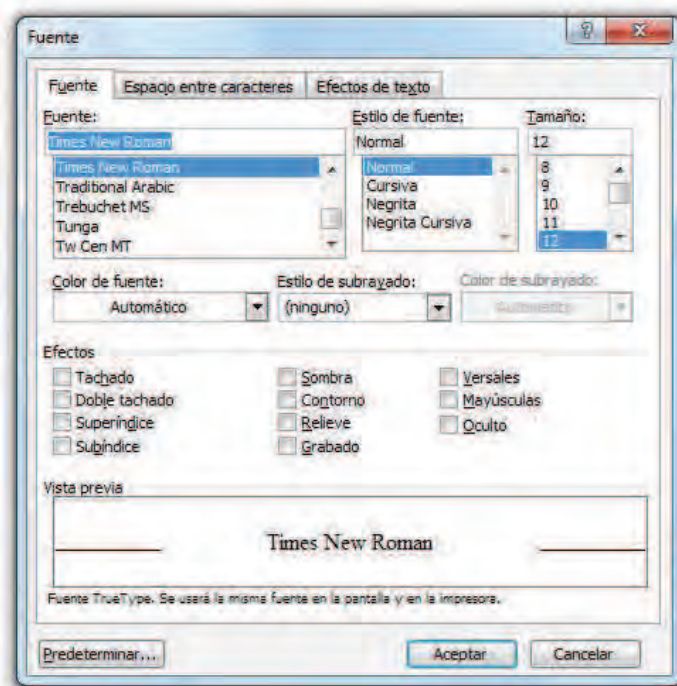 Fuente
Fuente Espacio entre caracteres Efectos de texto
Fuente: Estilo de fuente: Tamaño:
Times New Roman Normal 12
Times New Roman Normal 8
Traditional Arabic Cursiva 9
Trebuchet MS Negrita 10
Tunga Negrita Cursiva 11
Tw Cen MT 12
Color de fuente: Estilo de subrayado: Color de subrayado:
Automático (ninguno) Automático
Efectos
Tachado Sombra Versales
Doble tachado Contorno Mayúsculas
Superíndice Relieve Oculto
Subíndice Grabado
Vista previa
Times New Roman
Fuente TrueType. Se usará la misma fuente en la pantalla y en la impresora.
Predeterminar... Aceptar Cancelar